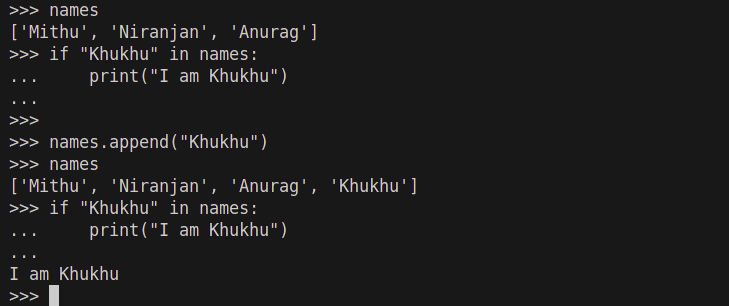 >>> names
['Mithu', 'Niranjan', 'Anurag']
>>> if "Khukhu" in names:
...     print("I am Khukhu")
...
>>>
>>> names.append("Khukhu")
>>> names
['Mithu', 'Niranjan', 'Anurag', 'Khukhu']
>>> if "Khukhu" in names:
...     print("I am Khukhu")
...
I am Khukhu
>>>